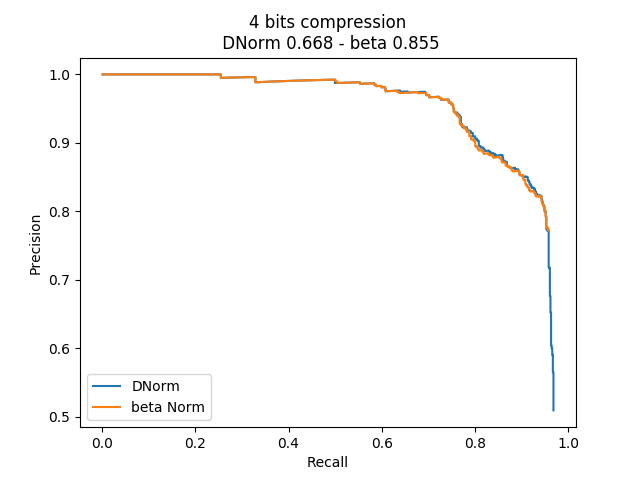 4 bits compression
DNorm 0.668 - beta 0.855
1.0
0.9
0.8
0.7
0.6
0.5
Precision
DNorm
beta Norm
0.0 0.2 0.4 0.6 0.8 1.0
Recall